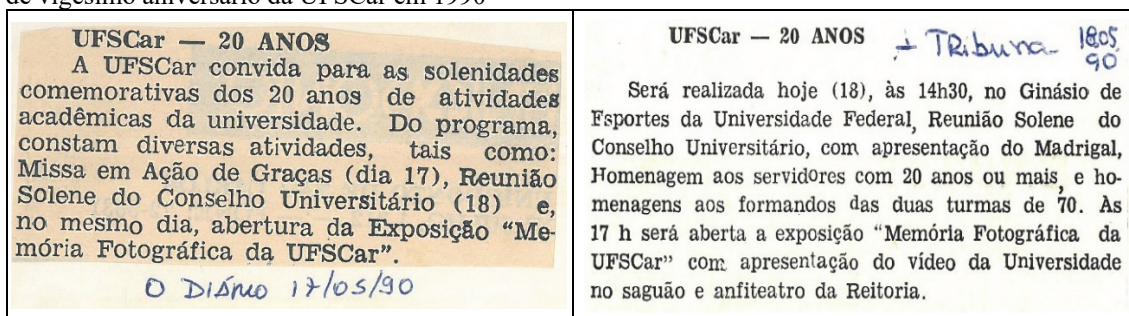 de vigésimo aniversário da UFSCar em 1990
UFSCar — 20 ANOS
A UFSCar convida para as solenidades
comemorativas dos 20 anos de atividades
acadêmicas da universidade. Do programa,
constam diversas atividades, tais como:
Missa em Ação de Graças (dia 17), Reunião
Solene do Conselho Universitário (18) e,
no mesmo dia, abertura da Exposição “Me-
mória Fotográfica da UFSCar”.
O DIÁRIO 17/05/90
UFSCar — 20 ANOS
Tribuna 18.05.
90
Será realizada hoje (18), às 14h30, no Ginásio de
Esportes da Universidade Federal, Reunião Solene do
Conselho Universitário, com apresentação do Madrigal,
Homenagem aos servidores com 20 anos ou mais, e ho-
menagens aos formandos das duas turmas de 70. Às
17 h será aberta a exposição “Memória Fotográfica da
UFSCar” com apresentação do vídeo da Universidade
no saguão e anfiteatro da Reitoria.